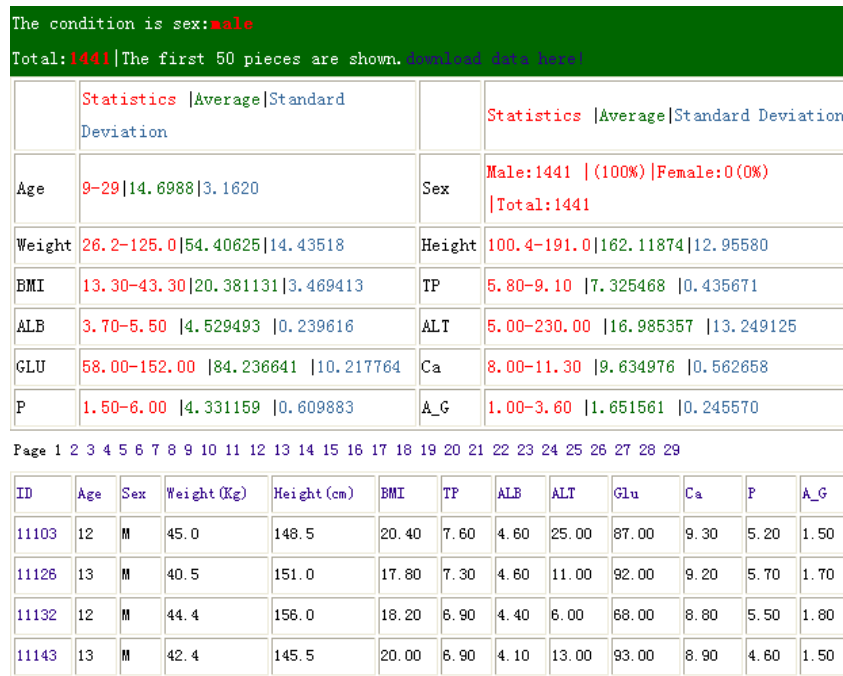 The condition is sex:male
Total:1441|The first 50 pieces are shown.download data here!
Statistics |Average|Standard Deviation Statistics |Average|Standard Deviation
Age 9-29|14.6988|3.1620 Sex Male:1441 |(100%)|Female:0(0%) |Total:1441
Weight 26.2-125.0|54.40625|14.43518 Height 100.4-191.0|162.11874|12.95580
BMI 13.30-43.30|20.381131|3.469413 TP 5.80-9.10 |7.325468 |0.435671
ALB 3.70-5.50 |4.529493 |0.239616 ALT 5.00-230.00 |16.985357 |13.249125
GLU 58.00-152.00 |84.236641 |10.217764 Ca 8.00-11.30 |9.634976 |0.562658
P 1.50-6.00 |4.331159 |0.609883 A_G 1.00-3.60 |1.651561 |0.245570
Page 1 2 3 4 5 6 7 8 9 10 11 12 13 14 15 16 17 18 19 20 21 22 23 24 25 26 27 28 29
ID Age Sex Weight(Kg) Height(cm) BMI TP ALB ALT Glu Ca P A_G
11103 12 M 45.0 148.5 20.40 7.60 4.60 25.00 87.00 9.30 5.20 1.50
11126 13 M 40.5 151.0 17.80 7.30 4.60 11.00 92.00 9.20 5.70 1.70
11132 12 M 44.4 156.0 18.20 6.90 4.40 6.00 68.00 8.80 5.50 1.80
11143 13 M 42.4 145.5 20.00 6.90 4.10 13.00 93.00 8.90 4.60 1.50